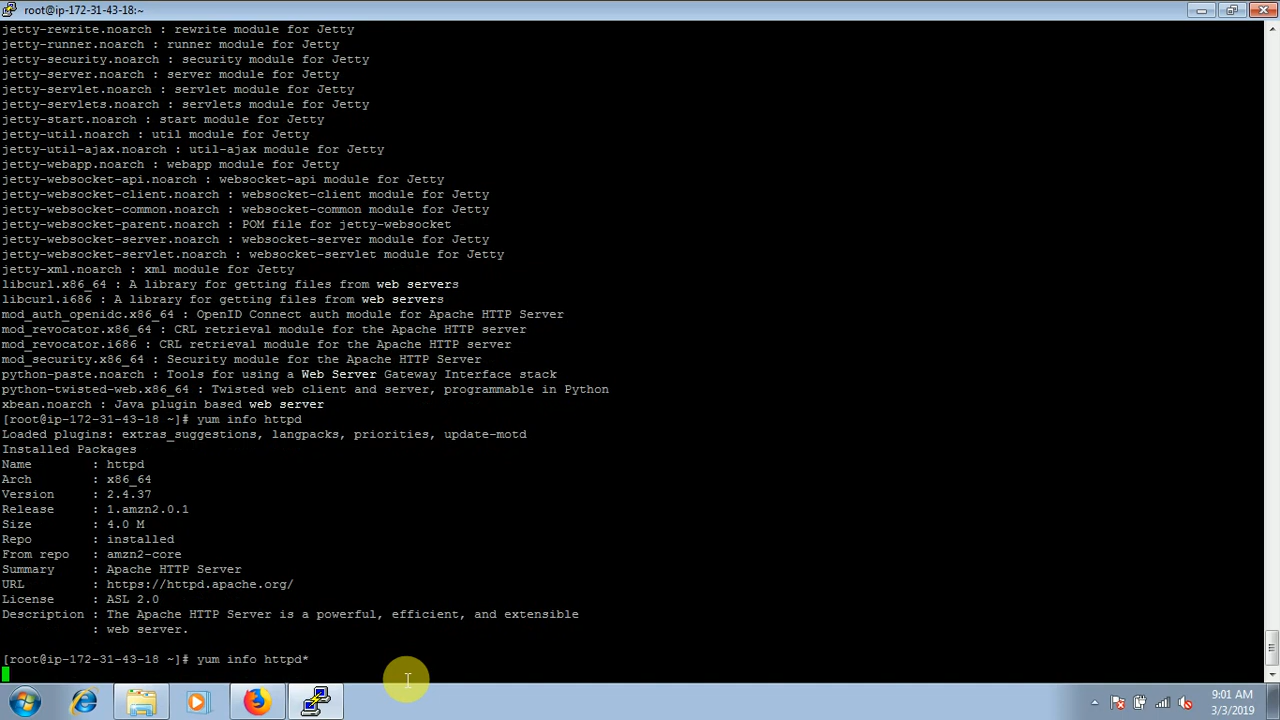 root@ip-172-31-43-18:~
jetty-rewrite.noarch : rewrite module for Jetty
jetty-runner.noarch : runner module for Jetty
jetty-security.noarch : security module for Jetty
jetty-server.noarch : server module for Jetty
jetty-servlet.noarch : servlet module for Jetty
jetty-servlets.noarch : servlets module for Jetty
jetty-start.noarch : start module for Jetty
jetty-util.noarch : util module for Jetty
jetty-util-ajax.noarch : util-ajax module for Jetty
jetty-webapp.noarch : webapp module for Jetty
jetty-websocket-api.noarch : websocket-api module for Jetty
jetty-websocket-client.noarch : websocket-client module for Jetty
jetty-websocket-common.noarch : websocket-common module for Jetty
jetty-websocket-parent.noarch : POM file for jetty-websocket
jetty-websocket-server.noarch : websocket-server module for Jetty
jetty-websocket-servlet.noarch : websocket-servlet module for Jetty
jetty-xml.noarch : xml module for Jetty
libcurl.x86_64 : A library for getting files from web servers
libcurl.i686 : A library for getting files from web servers
mod_auth_openidc.x86_64 : OpenID Connect auth module for Apache HTTP Server
mod_revocator.x86_64 : CRL retrieval module for the Apache HTTP server
mod_revocator.i686 : CRL retrieval module for the Apache HTTP server
mod_security.x86_64 : Security module for the Apache HTTP Server
python-paste.noarch : Tools for using a Web Server Gateway Interface stack
python-twisted-web.x86_64 : Twisted web client and server, programmable in Python
xbean.noarch : Java plugin based web server
[root@ip-172-31-43-18 ~]# yum info httpd
Loaded plugins: extras_suggestions, langpacks, priorities, update-motd
Installed Packages
Name : httpd
Arch : x86_64
Version : 2.4.37
Release : 1.amzn2.0.1
Size : 4.0 M
Repo : installed
From repo : amzn2-core
Summary : Apache HTTP Server
URL : https://httpd.apache.org/
License : ASL 2.0
Description : The Apache HTTP Server is a powerful, efficient, and extensible
: web server.
[root@ip-172-31-43-18 ~]# yum info httpd*
9:01 AM
3/3/2019